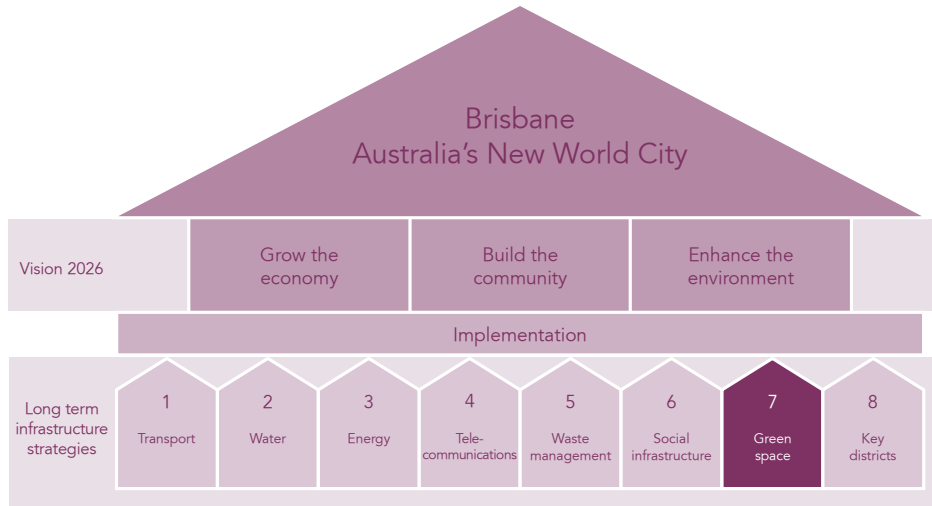 Brisbane
Australia's New World City
Vision 2026
Grow the
economy
Build the
community
Enhance the
environment
Implementation
Long term
infrastructure
strategies
1
Transport
2
Water
3
Energy
4
Tele-
communications
5
Waste
management
6
Social
infrastructure
7
Green
space
8
Key
districts